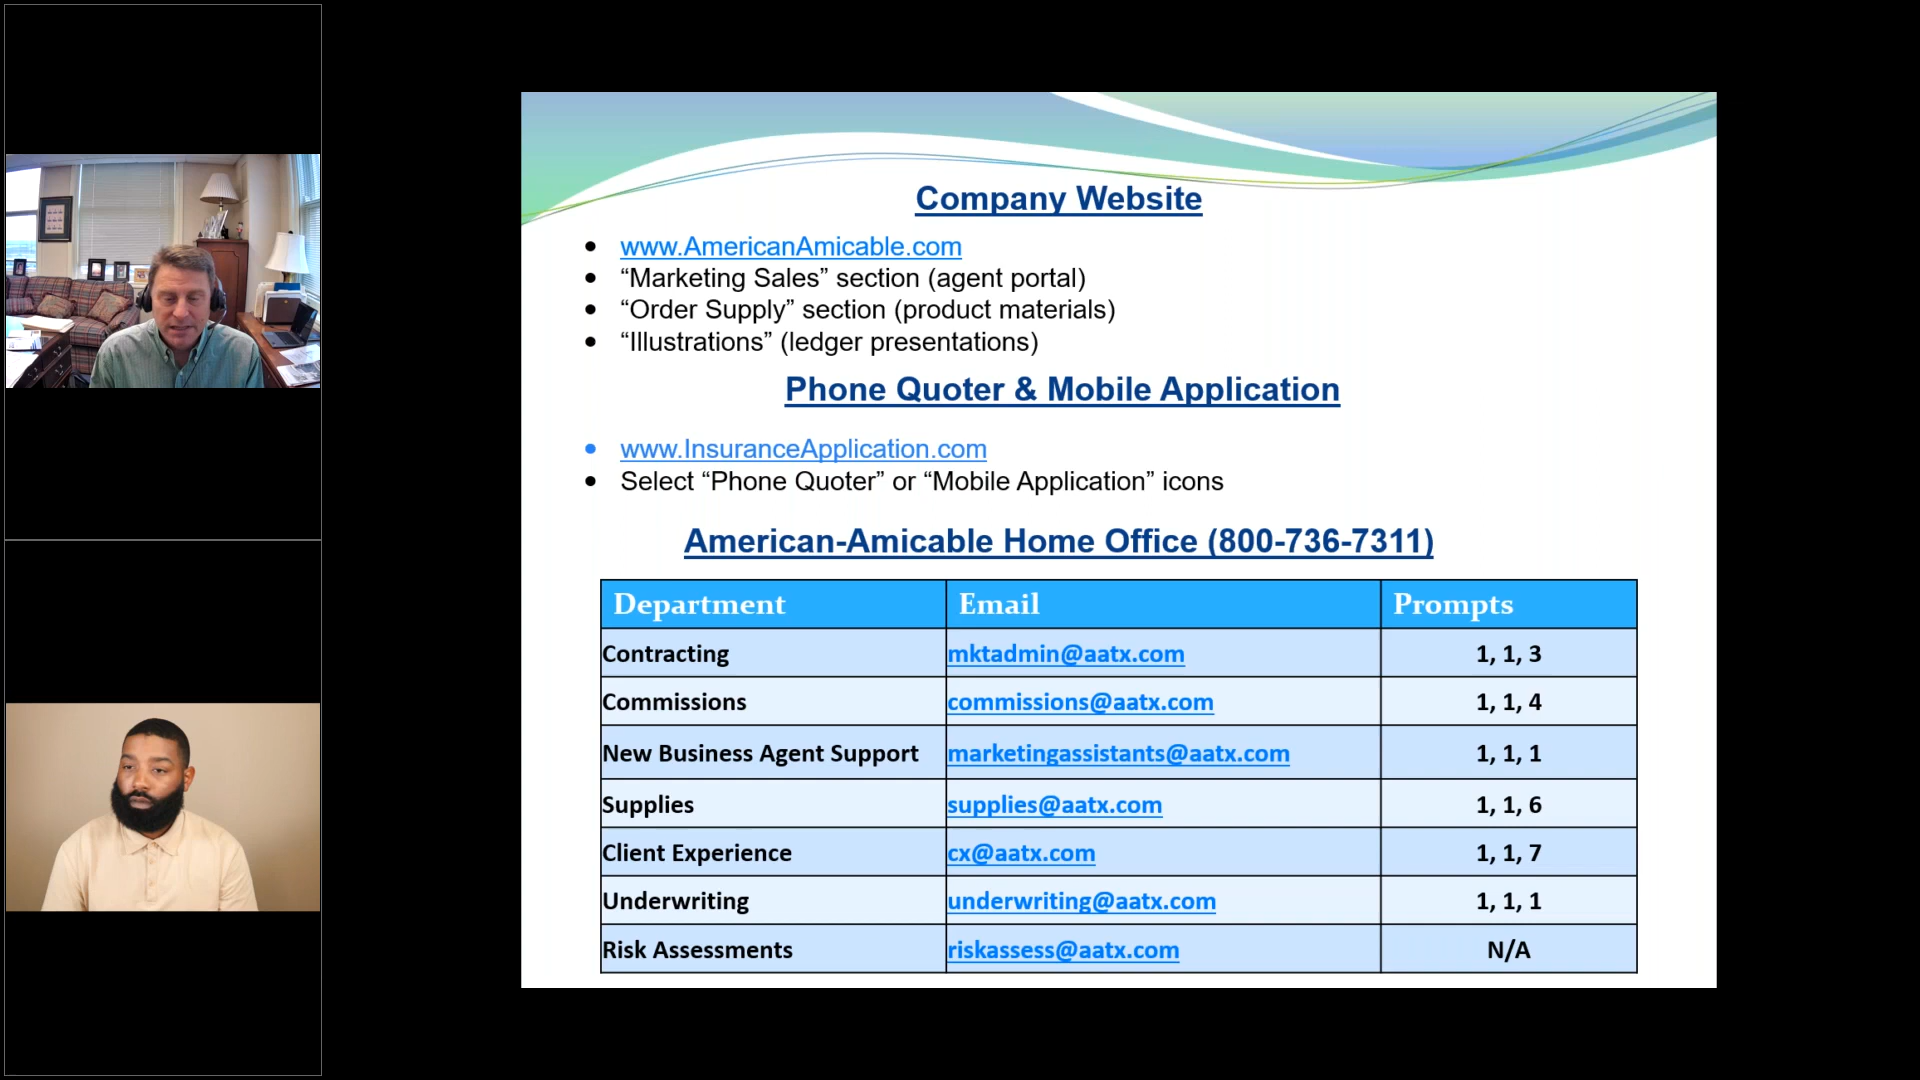 Company Website
www.AmericanAmicable.com
“Marketing Sales” section (agent portal)
“Order Supply” section (product materials)
“Illustrations” (ledger presentations)
Phone Quoter & Mobile Application
www.InsuranceApplication.com
Select “Phone Quoter” or “Mobile Application” icons
American-Amicable Home Office (800-736-7311)
Department Email Prompts
Contracting mktadmin@aatx.com 1, 1, 3
Commissions commissions@aatx.com 1, 1, 4
New Business Agent Support marketingassistants@aatx.com 1, 1, 1
Supplies supplies@aatx.com 1, 1, 6
Client Experience cx@aatx.com 1, 1, 7
Underwriting underwriting@aatx.com 1, 1, 1
Risk Assessments riskassess@aatx.com N/A